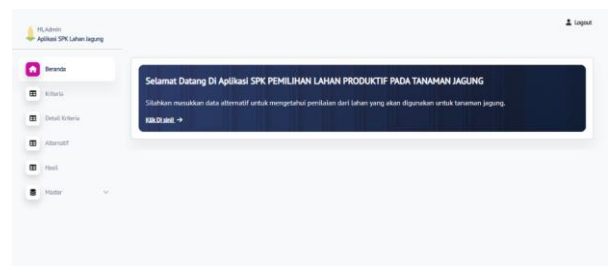 Hi, Admin
Aplikasi SPK Lahan Jagung
Logout
Beranda
Kriteria
Detail Kriteria
Alternatif
Hasil
Master
Selamat Datang Di Aplikasi SPK PEMILIHAN LAHAN PRODUKTIF PADA TANAMAN JAGUNG
Silahkan masukkan data alternatif untuk mengetahui penilaian dari lahan yang akan digunakan untuk tanaman jagung.
Klik Di sini! →